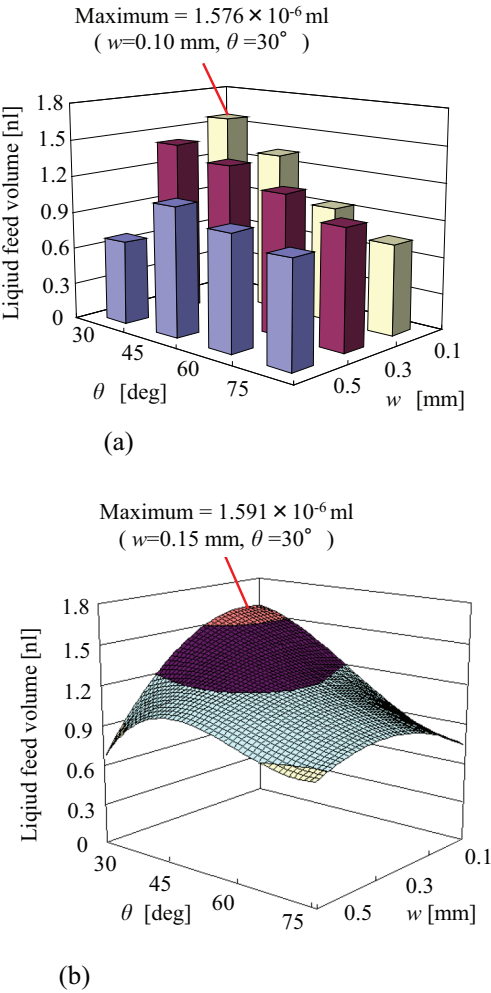 Maximum = 1.576 × 10-6 ml
( w=0.10 mm, θ =30° )
Liqiud feed volume [nl]
1.8
1.5
1.2
0.9
0.6
0.3
0
30
45
60
75
θ [deg]
0.5
0.3
0.1
w [mm]
(a)
Maximum = 1.591 × 10-6 ml
( w=0.15 mm, θ =30° )
Liqiud feed volume [nl]
1.8
1.5
1.2
0.9
0.6
0.3
0
30
45
60
75
θ [deg]
0.5
0.3
0.1
w [mm]
(b)